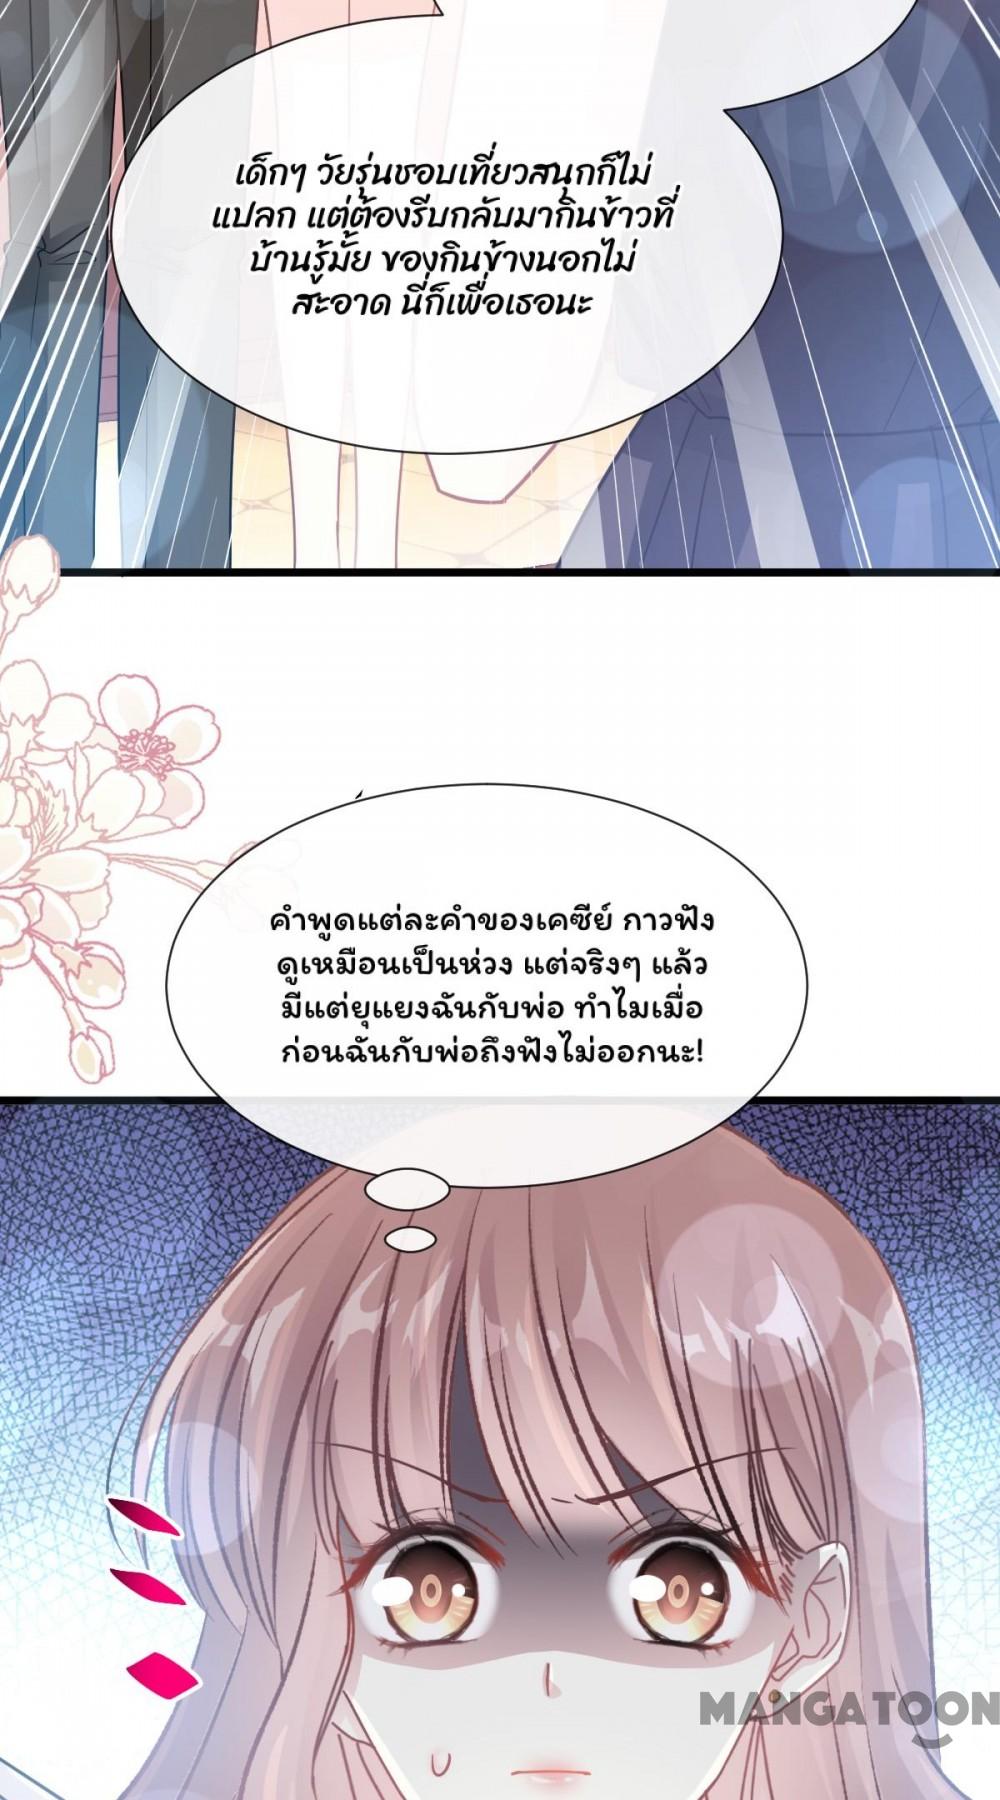 เด็กๆ วัยรุ่นชอบเที่ยวสนุกก็ไม่
แปลก แต่ต้องรีบกลับมากินข้าวที่
บ้านรู้มั้ย ของกินข้างนอกไม่
สะอาด นี่ก็เพื่อเธอนะ
คำพูดแต่ละคำของเคซีย์ กาวฟัง
ดูเหมือนเป็นห่วง แต่จริงๆ แล้ว
มีแต่ยุแยงฉันกับพ่อ ทำไมเมื่อ
ก่อนฉันกับพ่อถึงฟังไม่ออกนะ!
MANGATOON